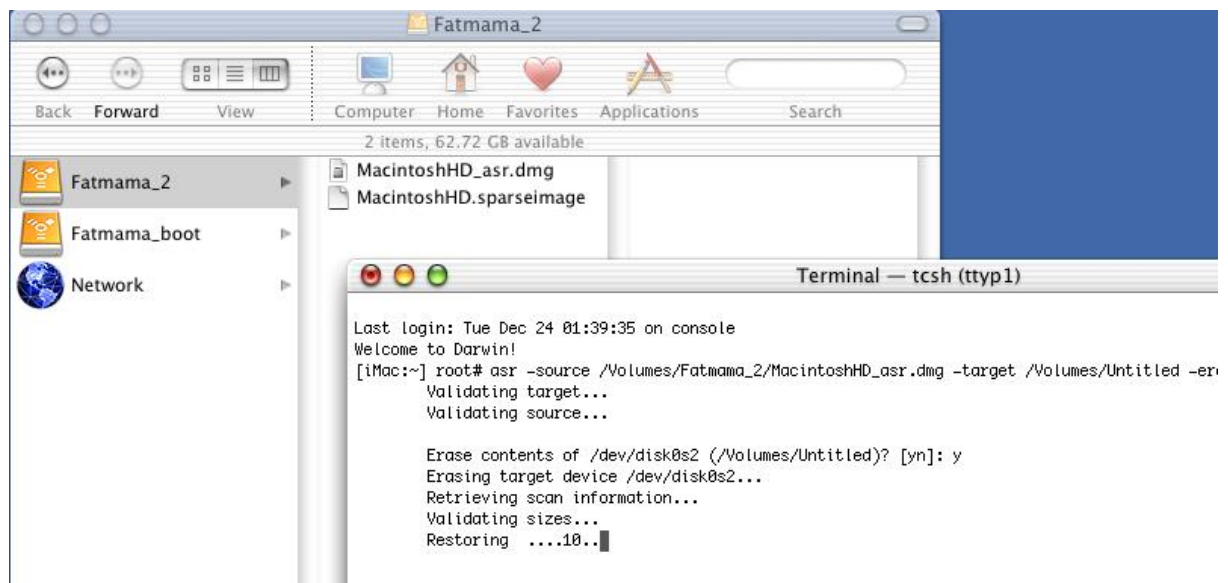 Fatmama_2
Back Forward View Computer Home Favorites Applications Search
2 items, 62.72 GB available
Fatmama_2
Fatmama_boot
Network
MacintoshHD_asr.dmg
MacintoshHD.sparseimage
Terminal — tcsh (ttyp1)
Last login: Tue Dec 24 01:39:35 on console
Welcome to Darwin!
[iMac:~] root# asr -source /Volumes/Fatmama_2/MacintoshHD_asr.dmg -target /Volumes/Untitled
Validating target...
Validating source...
Erase contents of /dev/disk0s2 (/Volumes/Untitled)? [yn]: y
Erasing target device /dev/disk0s2...
Retrieving scan information...
Validating sizes...
Restoring ....10..